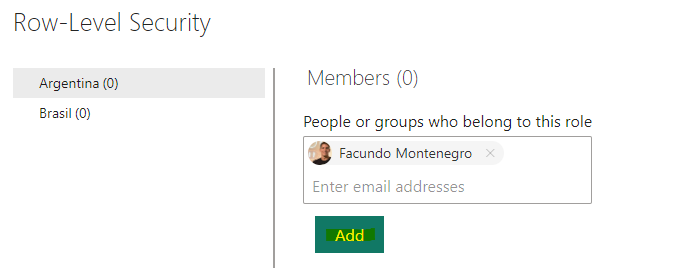 Row-Level Security
Argentina (0)
Brasil (0)
Members (0)
People or groups who belong to this role
Facundo Montenegro
Enter email addresses
Add